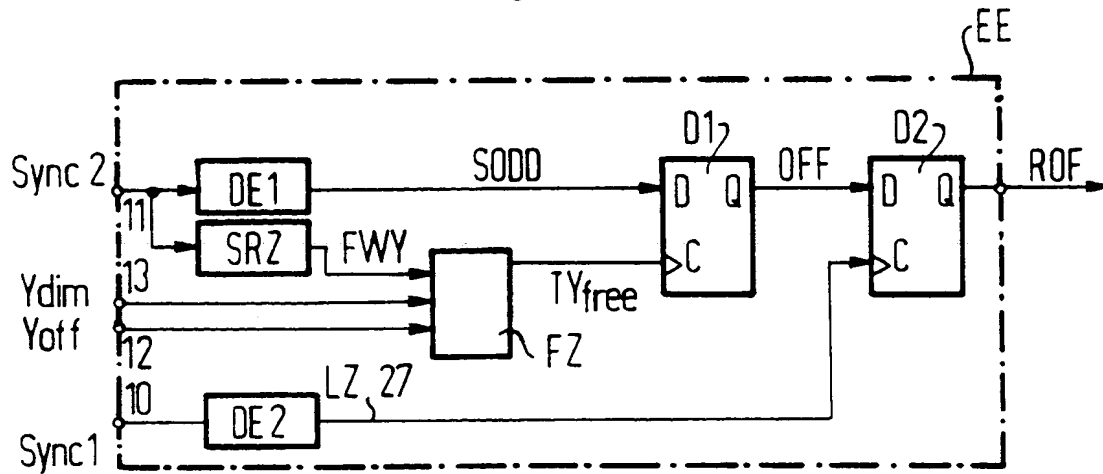 EE
D1
D2
Sync 2
DE1
SODD
D Q
OFF
D Q
ROF
11
SRZ
FWY
C
C
13
Ydim
TYfree
Yoff
12
FZ
10
LZ 27
DE2
Sync1